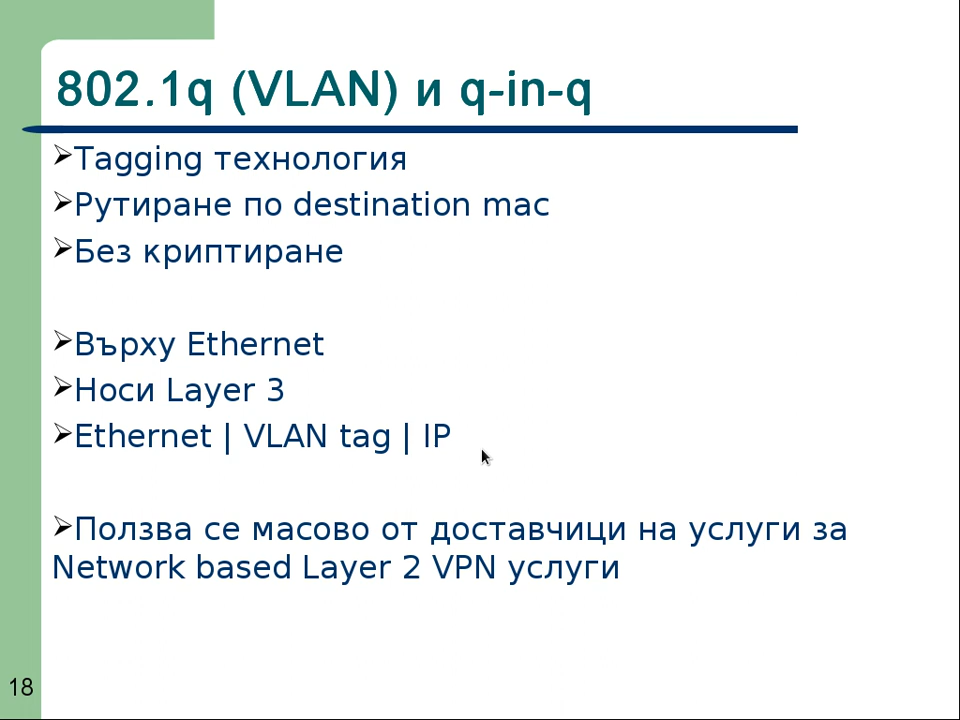 802.1q (VLAN) и q-in-q
Tagging технология
Рутиране по destination mac
Без криптиране
Върху Ethernet
Носи Layer 3
Ethernet | VLAN tag | IP
Ползва се масово от доставчици на услуги за
Network based Layer 2 VPN услуги
18